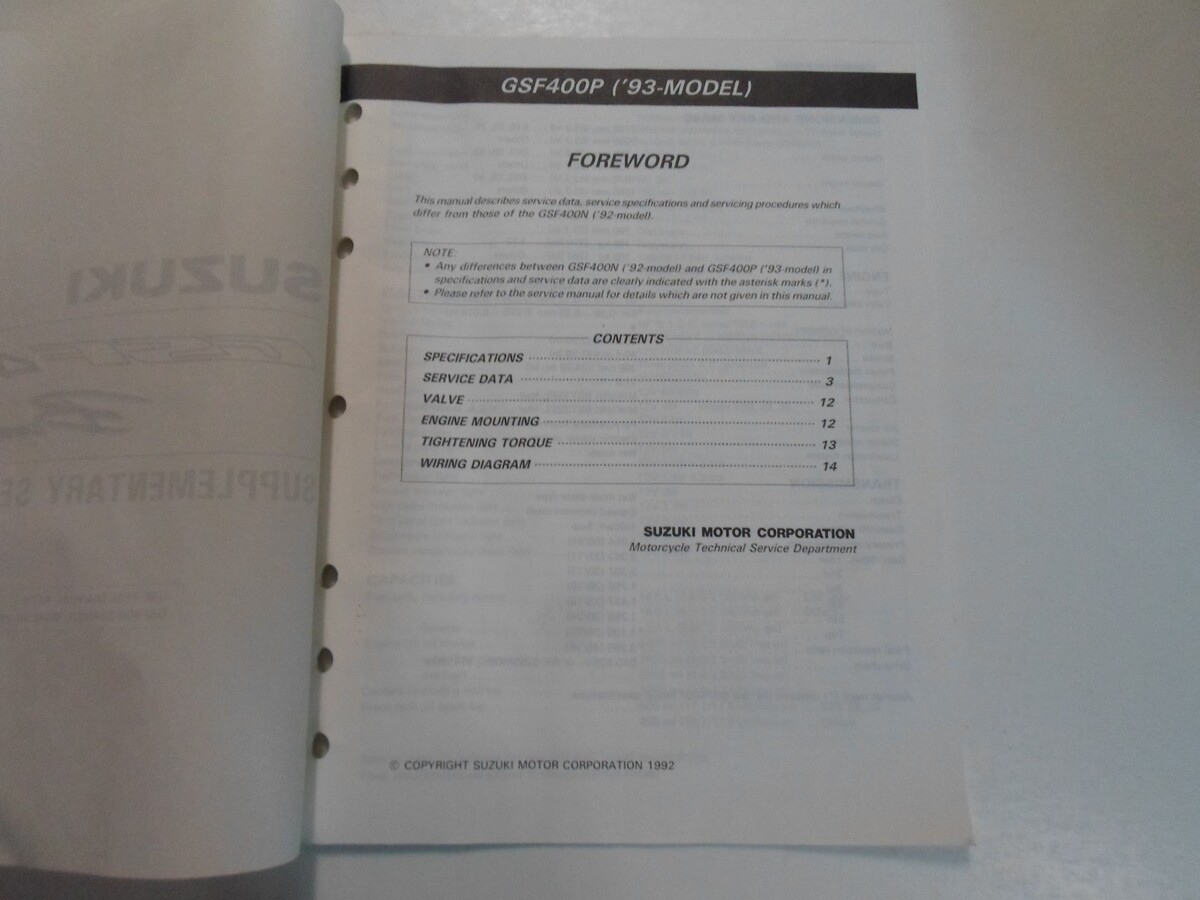 GSF400P ('93-MODEL)
FOREWORD
This manual describes service data, service specifications and servicing procedures which
differ from those of the GSF400N ('92-model).
NOTE:
• Any differences between GSF400N ('92-model) and GSF400P ('93-model) in
specifications and service data are clearly indicated with the asterisk marks (*).
• Please refer to the service manual for details which are not given in this manual.
CONTENTS
SPECIFICATIONS ........ 1
SERVICE DATA ........ 3
VALVE ........ 12
ENGINE MOUNTING ........ 12
TIGHTENING TORQUE ........ 13
WIRING DIAGRAM ........ 14
SUZUKI MOTOR CORPORATION
Motorcycle Technical Service Department
© COPYRIGHT SUZUKI MOTOR CORPORATION 1992
SUZUKI
SUPPLEMENTARY